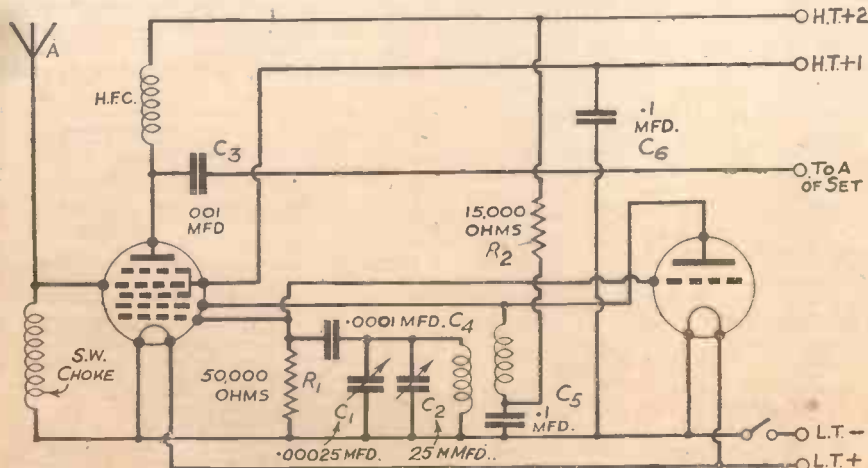 A
H.F.C.
C3
.001
MFD
H.T.+2
H.T.+1
.1
MFD.
C6
TO A
OF SET
15,000
OHMS
R2
S.W.
CHOKE
50,000
OHMS
R1
.0001 MFD. C4
C1
C2
C5
.1
MFD.
.00025 MFD.
25 MMFD.
L.T.-
L.T.+